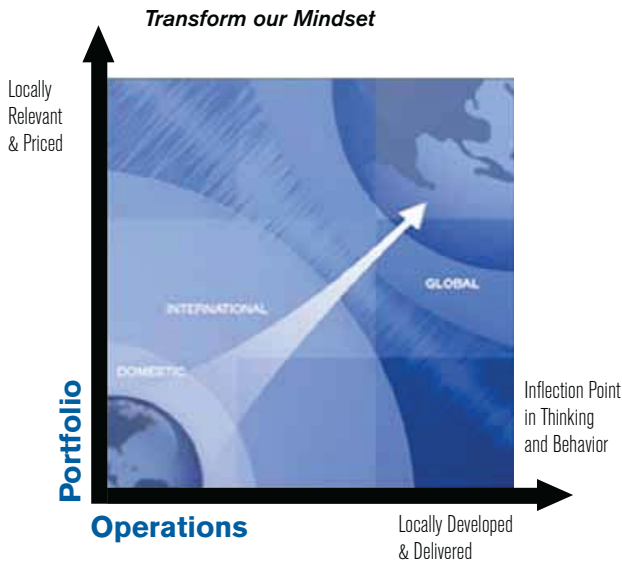 Transform our Mindset
Locally
Relevant
& Priced
GLOBAL
INTERNATIONAL
DOMESTIC
Portfolio
Inflection Point
in Thinking
and Behavior
Operations
Locally Developed
& Delivered